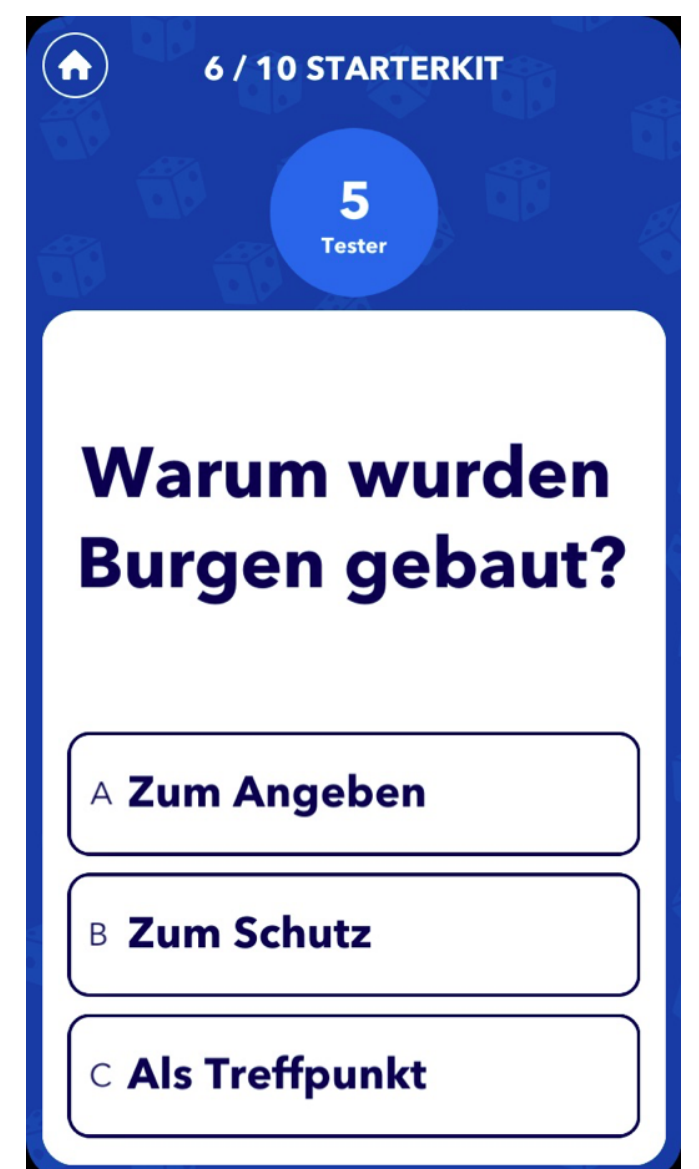 6 / 10 STARTERKIT
5
Tester
Warum wurden
Burgen gebaut?
A Zum Angeben
B Zum Schutz
C Als Treffpunkt